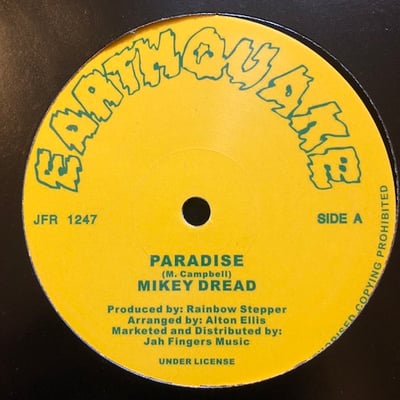 EARTHQUAKE
JFR 1247
SIDE A
PARADISE
(M. Campbell)
MIKEY DREAD
Produced by: Rainbow Stepper
Arranged by: Alton Ellis
Marketed and Distributed by:
Jah Fingers Music
UNDER LICENSE
COPYING PROHIBITED